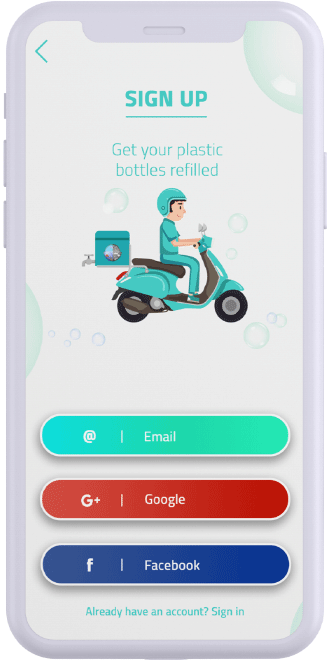 SIGN UP
Get your plastic
bottles refilled
@ | Email
G+ | Google
f | Facebook
Already have an account? Sign in